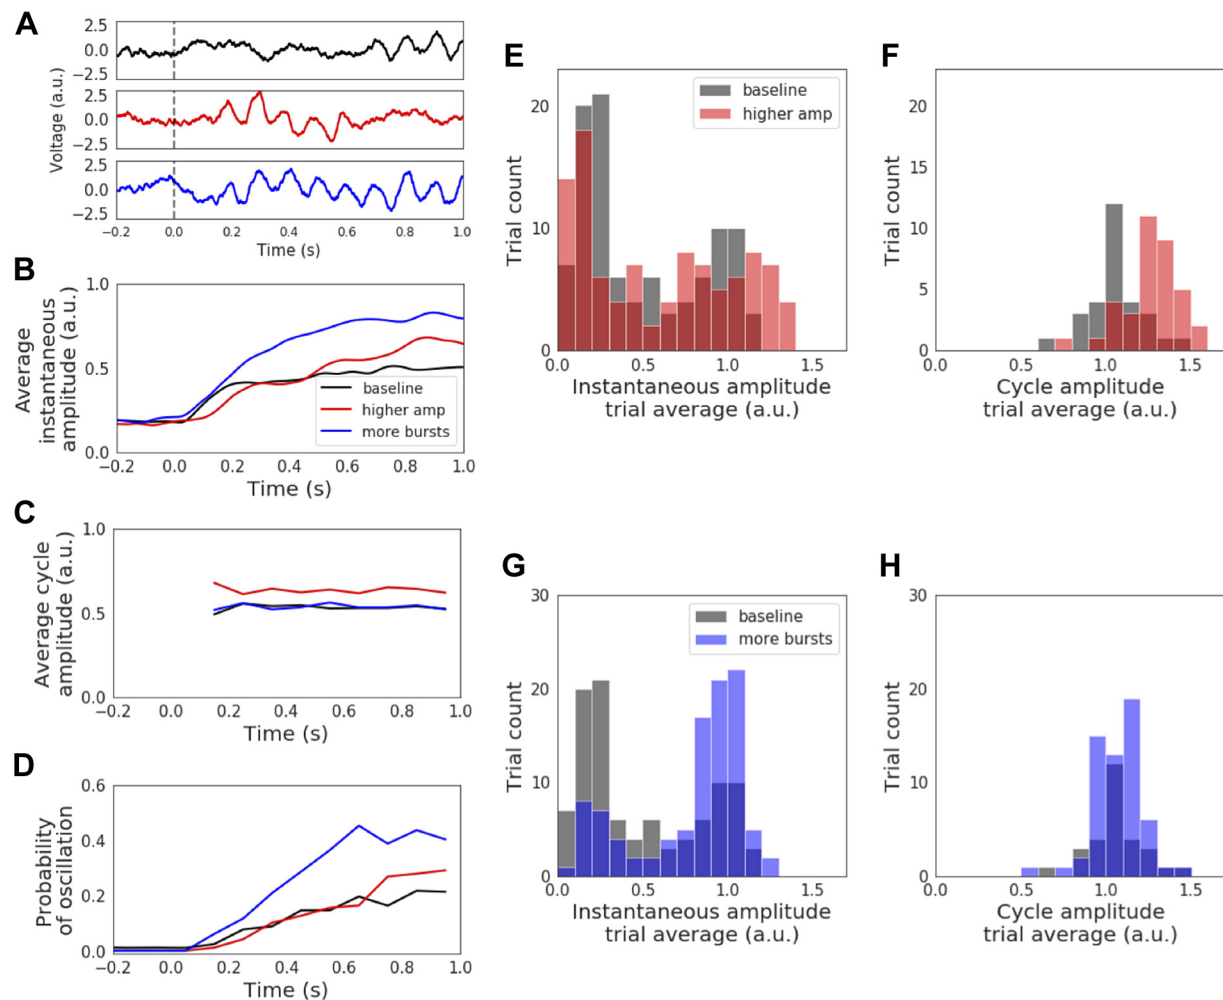 A
2.5
0.0
−2.5
2.5
0.0
−2.5
2.5
0.0
−2.5
Voltage (a.u.)
−0.2 0.0 0.2 0.4 0.6 0.8 1.0
Time (s)
B
1.0
0.5
0.0
Average
instantaneous
amplitude (a.u.)
baseline
higher amp
more bursts
−0.2 0.0 0.2 0.4 0.6 0.8 1.0
Time (s)
C
1.0
0.5
0.0
Average cycle
amplitude (a.u.)
−0.2 0.0 0.2 0.4 0.6 0.8 1.0
Time (s)
D
0.6
0.4
0.2
0.0
Probability
of oscillation
−0.2 0.0 0.2 0.4 0.6 0.8 1.0
Time (s)
E
20
10
0
Trial count
baseline
higher amp
0.0 0.5 1.0 1.5
Instantaneous amplitude
trial average (a.u.)
F
20
15
10
5
0
Trial count
0.0 0.5 1.0 1.5
Cycle amplitude
trial average (a.u.)
G
30
20
10
0
Trial count
baseline
more bursts
0.0 0.5 1.0 1.5
Instantaneous amplitude
trial average (a.u.)
H
30
20
10
0
Trial count
0.0 0.5 1.0 1.5
Cycle amplitude
trial average (a.u.)